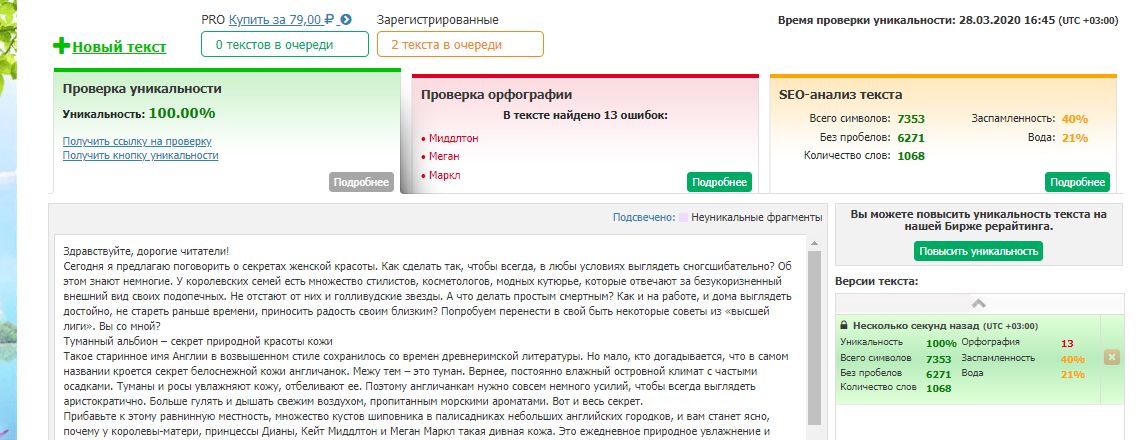 PRO Купить за 79,00 ₽
Зарегистрированные
Время проверки уникальности: 28.03.2020 16:45 (UTC +03:00)
Новый текст
0 текстов в очереди
2 текста в очереди
Проверка уникальности
Уникальность: 100.00%
Получить ссылку на проверку
Получить кнопку уникальности
Подробнее
Проверка орфографии
В тексте найдено 13 ошибок:
• Миддлтон
• Меган
• Маркл
Подробнее
SEO-анализ текста
Всего символов: 7353 Заспамленность: 40%
Без пробелов: 6271 Вода: 21%
Количество слов: 1068
Подробнее
Подсвечено: Неуникальные фрагменты
Здравствуйте, дорогие читатели!
Сегодня я предлагаю поговорить о секретах женской красоты. Как сделать так, чтобы всегда, в любы условиях выглядеть сногсшибательно? Об
этом знают немногие. У королевских семей есть множество стилистов, косметологов, модных кутюрье, которые отвечают за безукоризненный
внешний вид своих подопечных. Не отстают от них и голливудские звезды. А что делать простым смертным? Как и на работе, и дома выглядеть
достойно, не стареть раньше времени, приносить радость своим близким? Попробуем перенести в свой быть некоторые советы из «высшей
лиги». Вы со мной?
Туманный альбион – секрет природной красоты кожи
Такое старинное имя Англии в возвышенном стиле сохранилось со времен древнеримской литературы. Но мало, кто догадывается, что в самом
названии кроется секрет белоснежной кожи англичанок. Межу тем – это туман. Вернее, постоянно влажный островной климат с частыми
осадками. Туманы и росы увлажняют кожу, отбеливают ее. Поэтому англичанкам нужно совсем немного усилий, чтобы всегда выглядеть
аристократично. Больше гулять и дышать свежим воздухом, пропитанным морскими ароматами. Вот и весь секрет.
Прибавьте к этому равнинную местность, множество кустов шиповника в палисадниках небольших английских городков, и вам станет ясно,
почему у королевы-матери, принцессы Дианы, Кейт Миддлтон и Меган Маркл такая дивная кожа. Это ежедневное природное увлажнение и
Вы можете повысить уникальность текста на
нашей Бирже рерайтинга.
Повысить уникальность
Версии текста:
Несколько секунд назад (UTC +03:00)
Уникальность 100% Орфография 13
Всего символов 7353 Заспамленность 40%
Без пробелов 6271 Вода 21%
Количество слов 1068